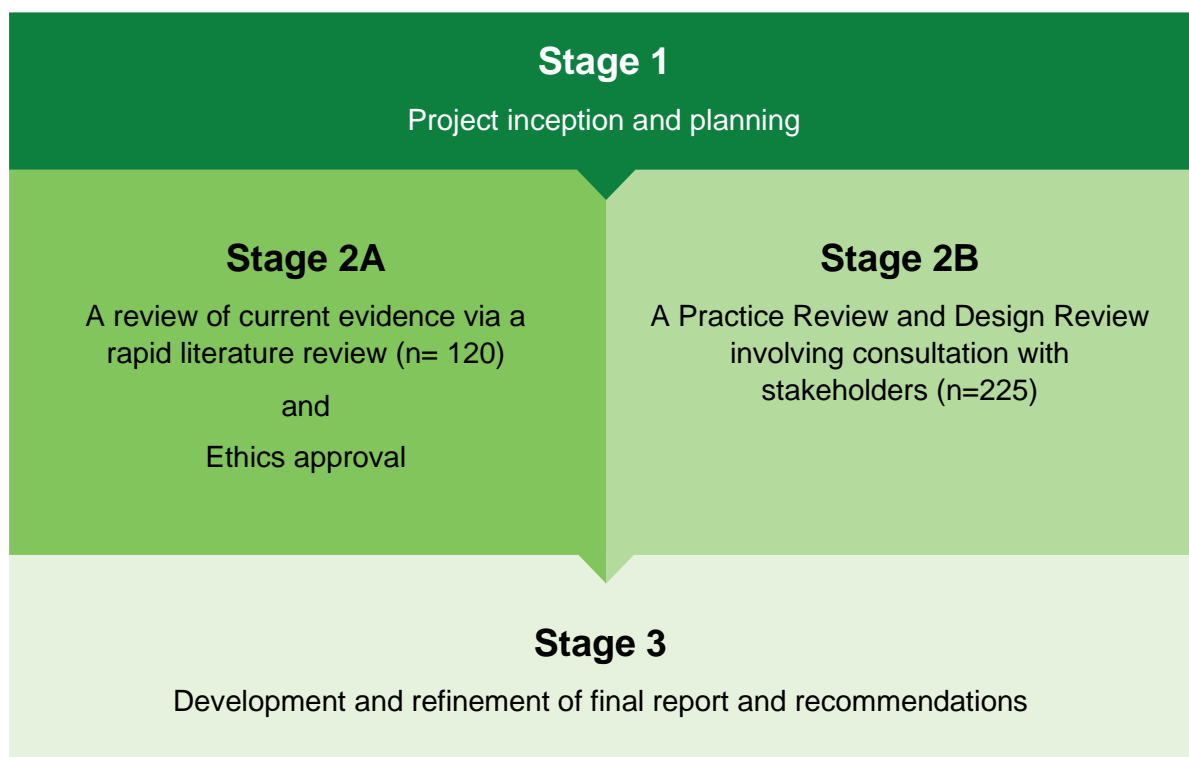 Stage 1
Project inception and planning
Stage 2A
A review of current evidence via a
rapid literature review (n= 120)
and
Ethics approval
Stage 2B
A Practice Review and Design Review
involving consultation with
stakeholders (n=225)
Stage 3
Development and refinement of final report and recommendations